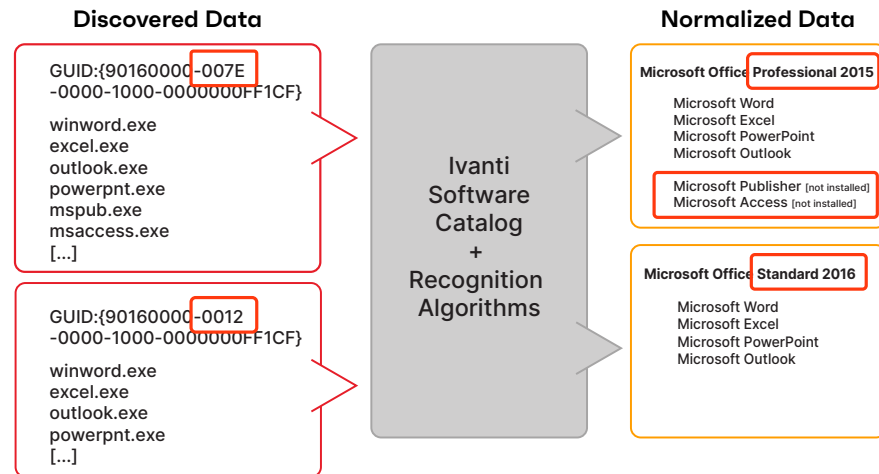 Discovered Data
GUID:{90160000-007E
-0000-1000-0000000FF1CF}
winword.exe
excel.exe
outlook.exe
powerpnt.exe
mspub.exe
msaccess.exe
[...]
GUID:{90160000-0012
-0000-1000-0000000FF1CF}
winword.exe
excel.exe
outlook.exe
powerpnt.exe
[...]
Ivanti
Software
Catalog
+
Recognition
Algorithms
Normalized Data
Microsoft Office Professional 2015
Microsoft Word
Microsoft Excel
Microsoft PowerPoint
Microsoft Outlook
Microsoft Publisher [not installed]
Microsoft Access [not installed]
Microsoft Office Standard 2016
Microsoft Word
Microsoft Excel
Microsoft PowerPoint
Microsoft Outlook